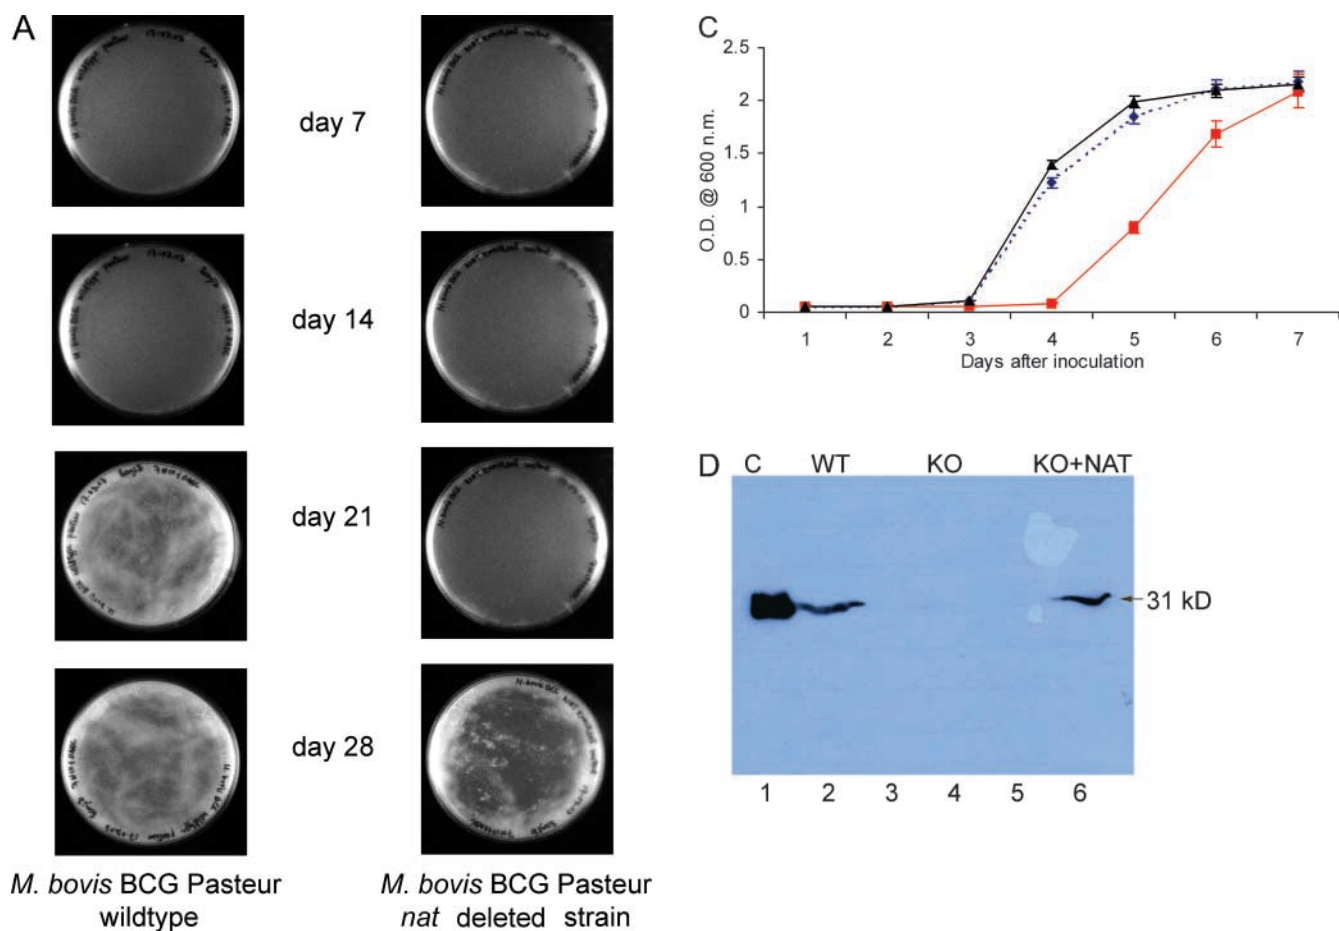 A
day 7
day 14
day 21
day 28
M. bovis BCG Pasteur
wildtype
M. bovis BCG Pasteur
nat deleted strain
C
2.5
2
1.5
1
0.5
0
O.D. @ 600 n.m.
1 2 3 4 5 6 7
Days after inoculation
D
C WT KO KO+NAT
31 kD
1 2 3 4 5 6